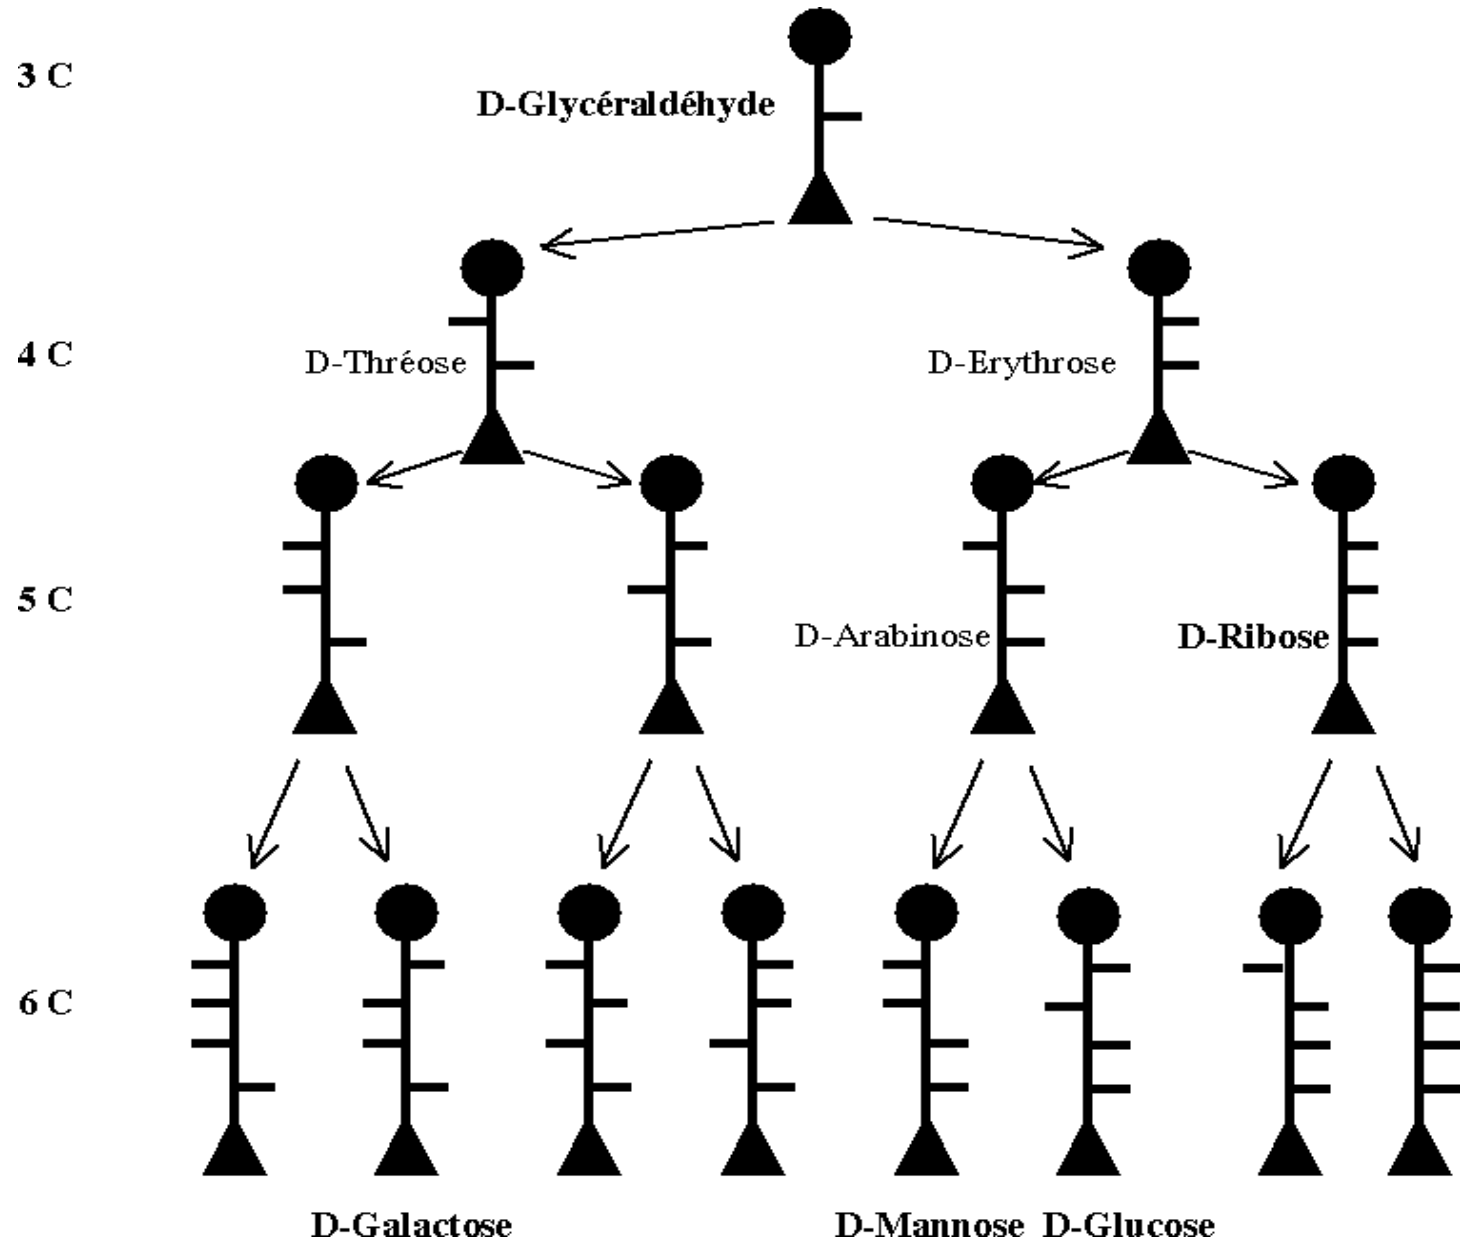 3 C
D-Glycéraldéhyde
4 C
D-Thréose
D-Erythrose
5 C
D-Arabinose
D-Ribose
6 C
D-Galactose
D-Mannose
D-Glucose